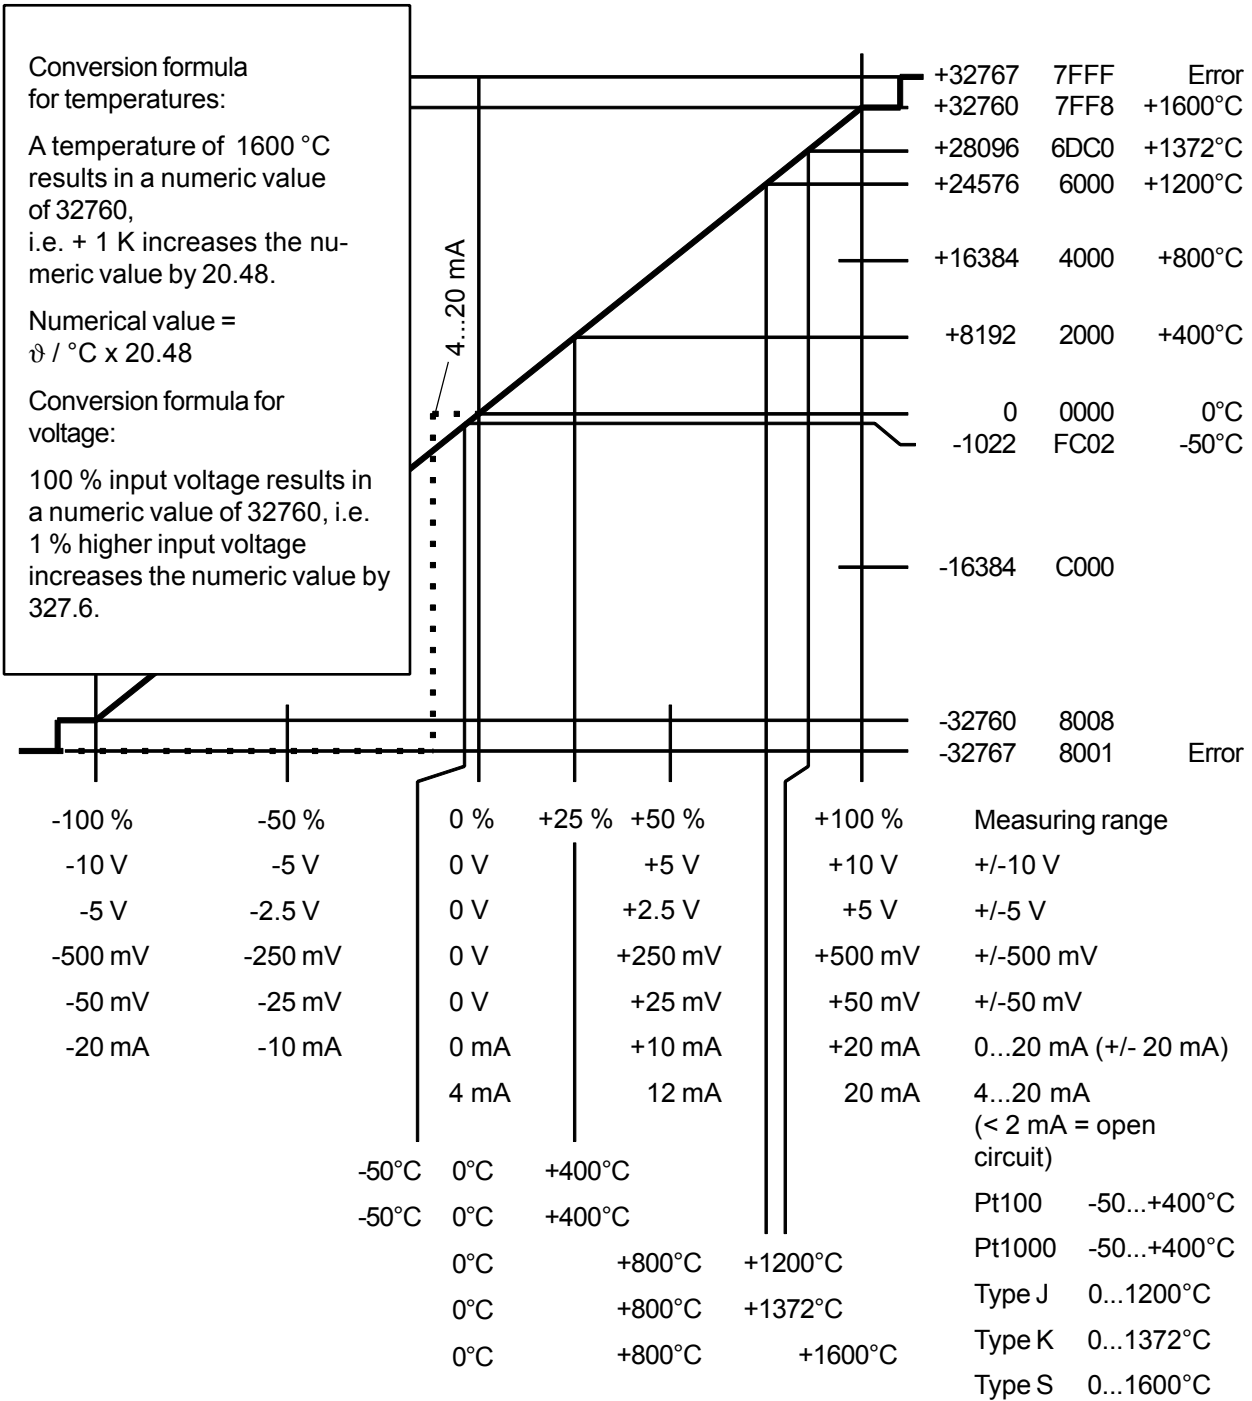 Conversion formula
for temperatures:
A temperature of 1600 °C
results in a numeric value
of 32760,
i.e. + 1 K increases the nu-
meric value by 20.48.
Numerical value =
ϑ / °C x 20.48
Conversion formula for
voltage:
100 % input voltage results in
a numeric value of 32760, i.e.
1 % higher input voltage
increases the numeric value by
327.6.
4...20 mA
+32767 7FFF Error
+32760 7FF8 +1600°C
+28096 6DC0 +1372°C
+24576 6000 +1200°C
+16384 4000 +800°C
+8192 2000 +400°C
0 0000 0°C
-1022 FC02 -50°C
-16384 C000
-32760 8008
-32767 8001 Error
-100 % -50 % 0 % +25 % +50 % +100 % Measuring range
-10 V -5 V 0 V +5 V +10 V +/-10 V
-5 V -2.5 V 0 V +2.5 V +5 V +/-5 V
-500 mV -250 mV 0 V +250 mV +500 mV +/-500 mV
-50 mV -25 mV 0 V +25 mV +50 mV +/-50 mV
-20 mA -10 mA 0 mA +10 mA +20 mA 0...20 mA (+/- 20 mA)
4 mA 12 mA 20 mA 4...20 mA
(< 2 mA = open
circuit)
-50°C 0°C +400°C Pt100 -50...+400°C
-50°C 0°C +400°C Pt1000 -50...+400°C
0°C +800°C +1200°C Type J 0...1200°C
0°C +800°C +1372°C Type K 0...1372°C
0°C +800°C +1600°C Type S 0...1600°C